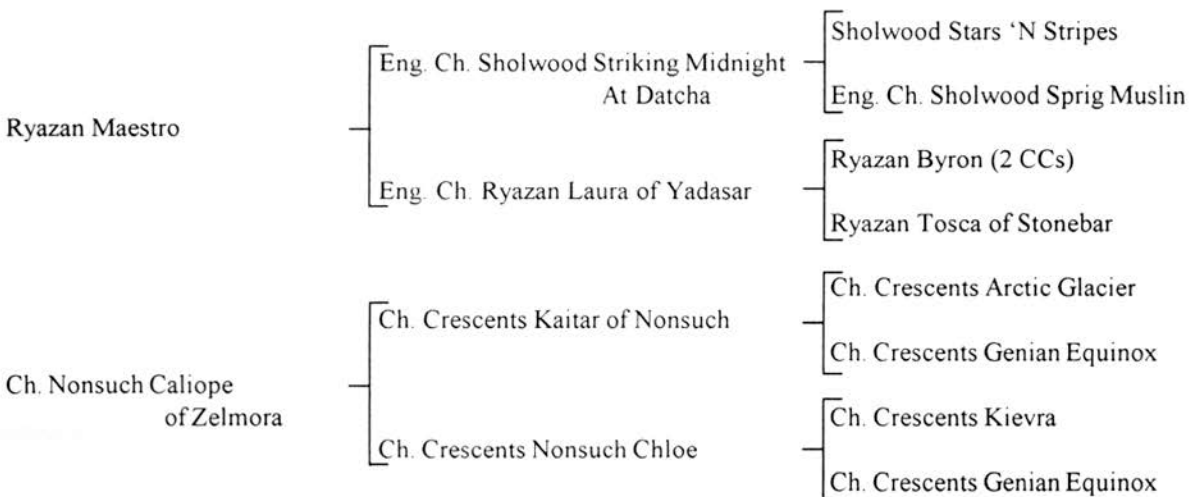 Sholwood Stars ‘N Stripes
Eng. Ch. Sholwood Striking Midnight
At Datcha
Eng. Ch. Sholwood Sprig Muslin
Ryazan Maestro
Ryazan Byron (2 CCs)
Eng. Ch. Ryazan Laura of Yadasar
Ryazan Tosca of Stonebar
Ch. Crescents Arctic Glacier
Ch. Crescents Kaitar of Nonsuch
Ch. Crescents Genian Equinox
Ch. Nonsuch Caliope
of Zelmora
Ch. Crescents Kievra
Ch. Crescents Nonsuch Chloe
Ch. Crescents Genian Equinox